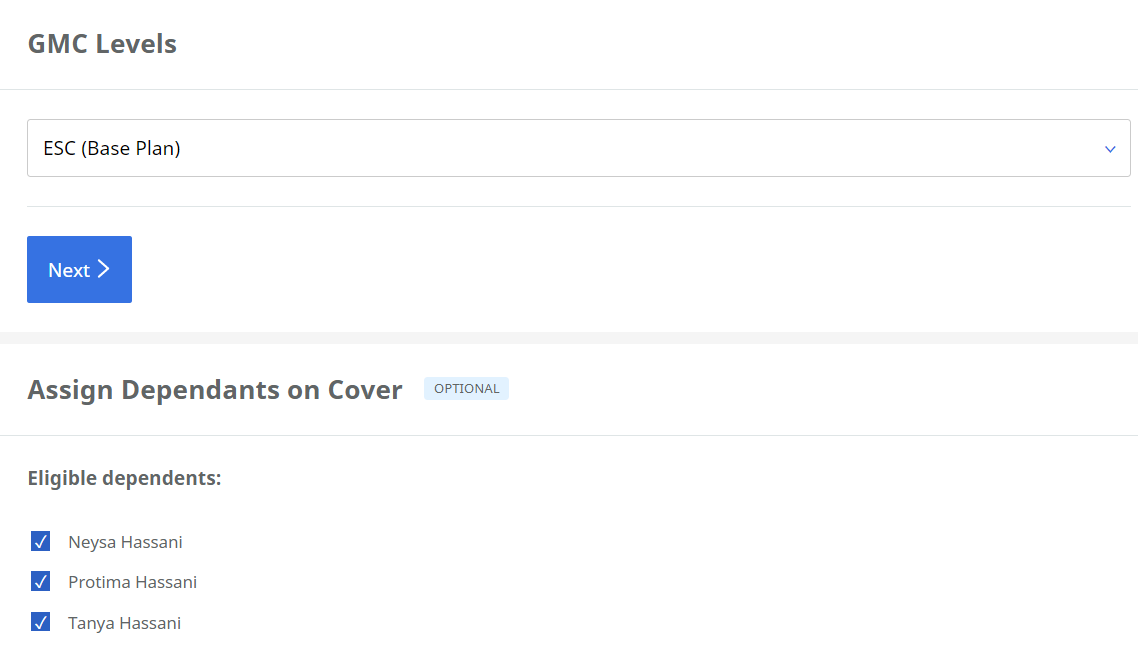 GMC Levels
ESC (Base Plan)
Next
Assign Dependants on Cover OPTIONAL
Eligible dependents:
Neysa Hassani
Protima Hassani
Tanya Hassani